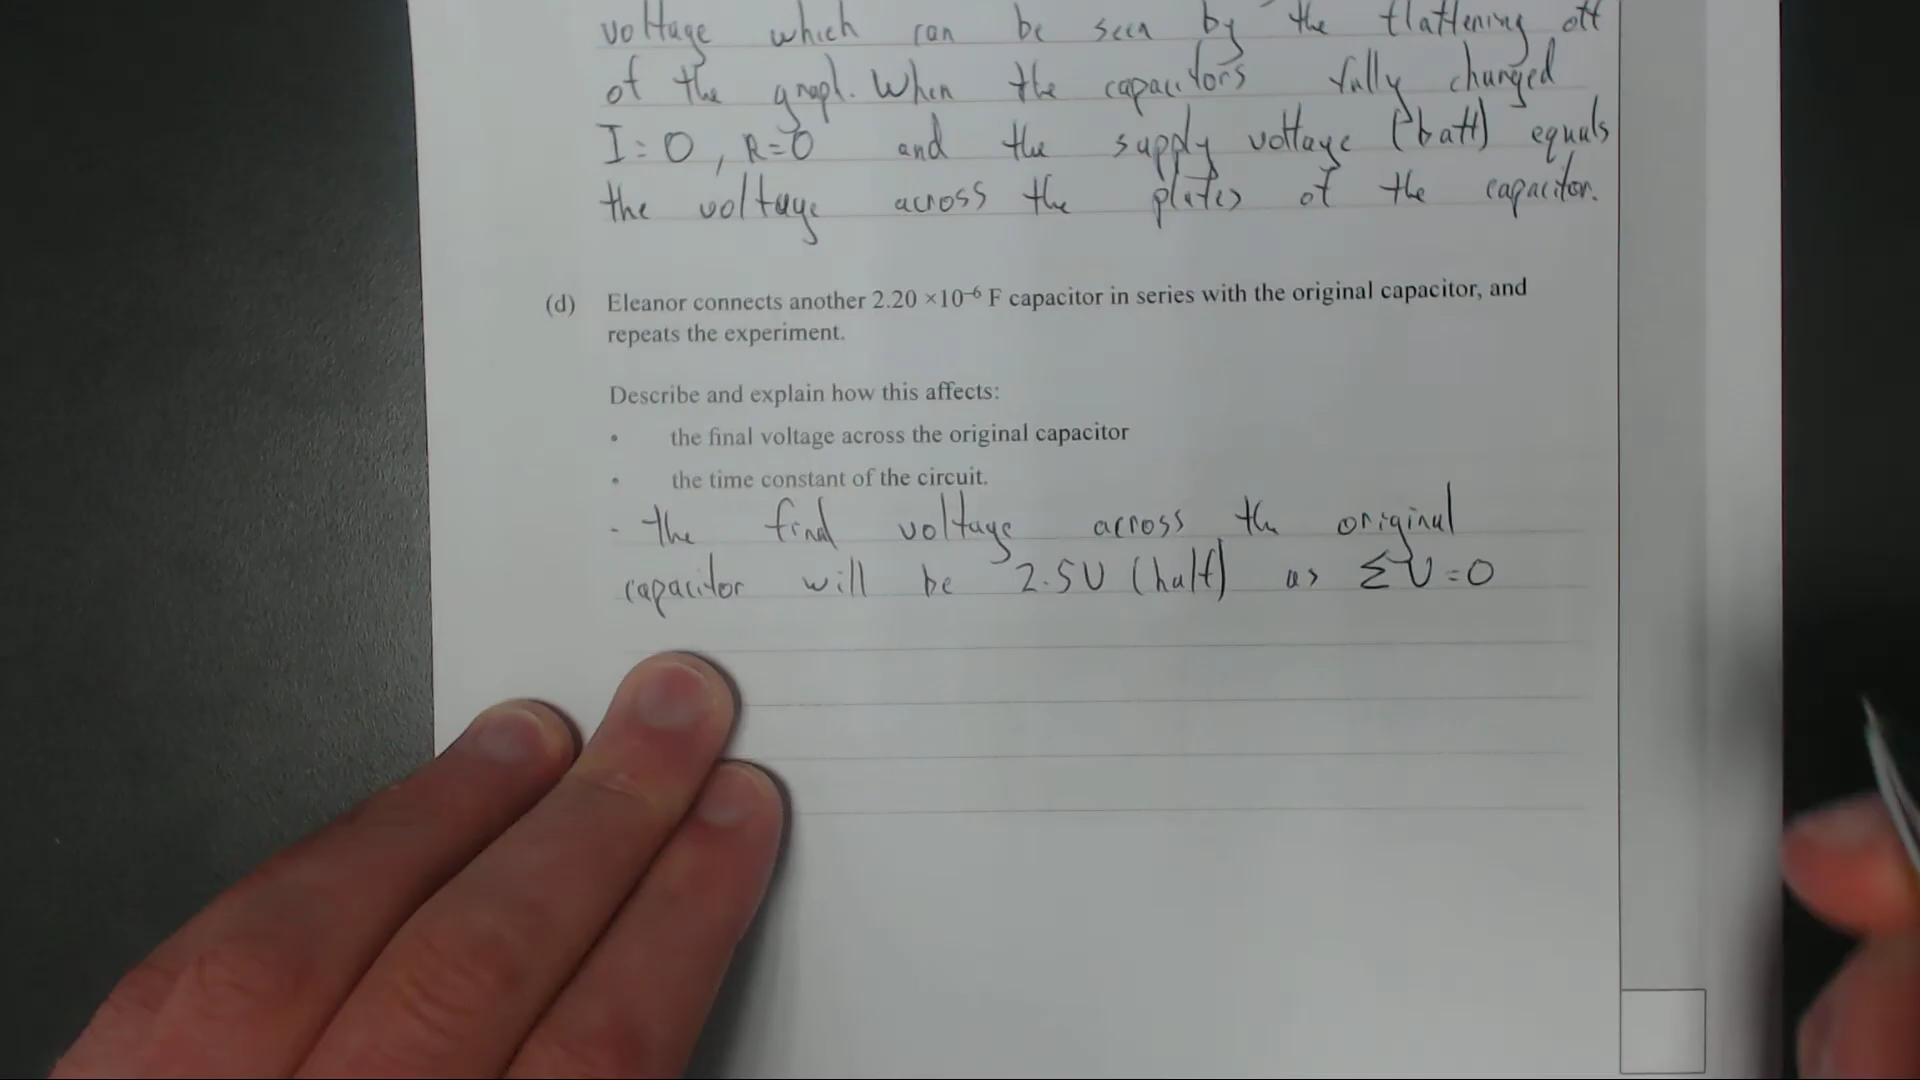 voltage which can be seen by the flattening off
of the graph. When the capacitors fully charged
I=0, R=0 and the supply voltage (batt) equals
the voltage across the plates of the capacitor.
(d) Eleanor connects another 2.20 ×10⁻⁶ F capacitor in series with the original capacitor, and
repeats the experiment.
Describe and explain how this affects:
• the final voltage across the original capacitor
• the time constant of the circuit.
- the final voltage across the original
capacitor will be 2.5V (half) as ΣV=0